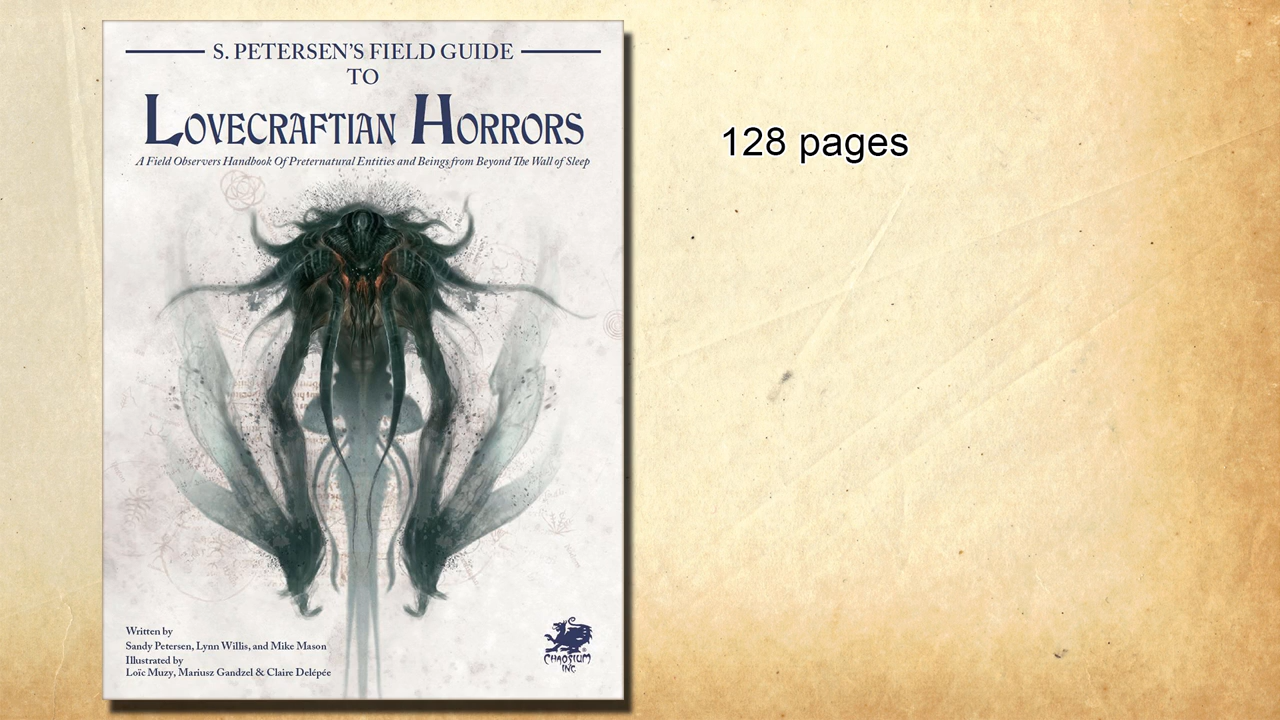 S. PETERSEN'S FIELD GUIDE
TO
LOVECRAFTIAN HORRORS
A Field Observers Handbook Of Preternatural Entities and Beings from Beyond The Wall of Sleep
128 pages
Written by
Sandy Petersen, Lynn Willis, and Mike Mason
Illustrated by
Loïc Muzy, Mariusz Gandzel & Claire Delépée
CHAOSIUM
INC